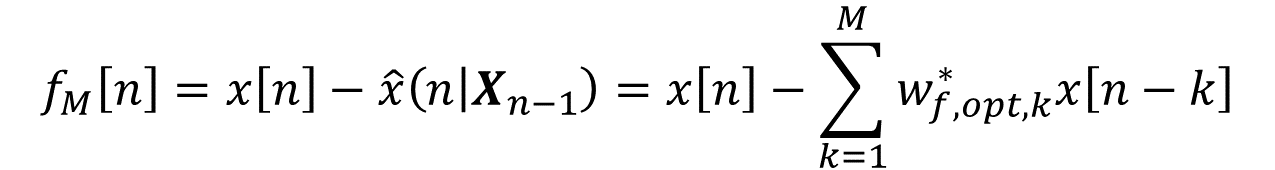 f_M[n] = x[n] − x̂(n|𝑿_{n−1}) = x[n] − ∑_{k=1}^{M} w^*_{f,opt,k} x[n − k]